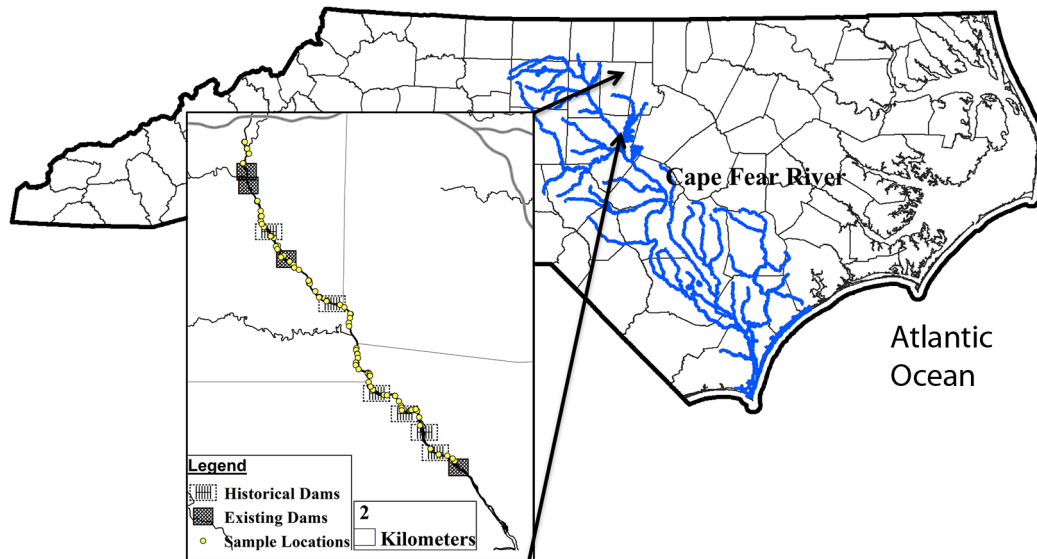 Cape Fear River
Atlantic
Ocean
Legend
Historical Dams
Existing Dams
Sample Locations
2
Kilometers